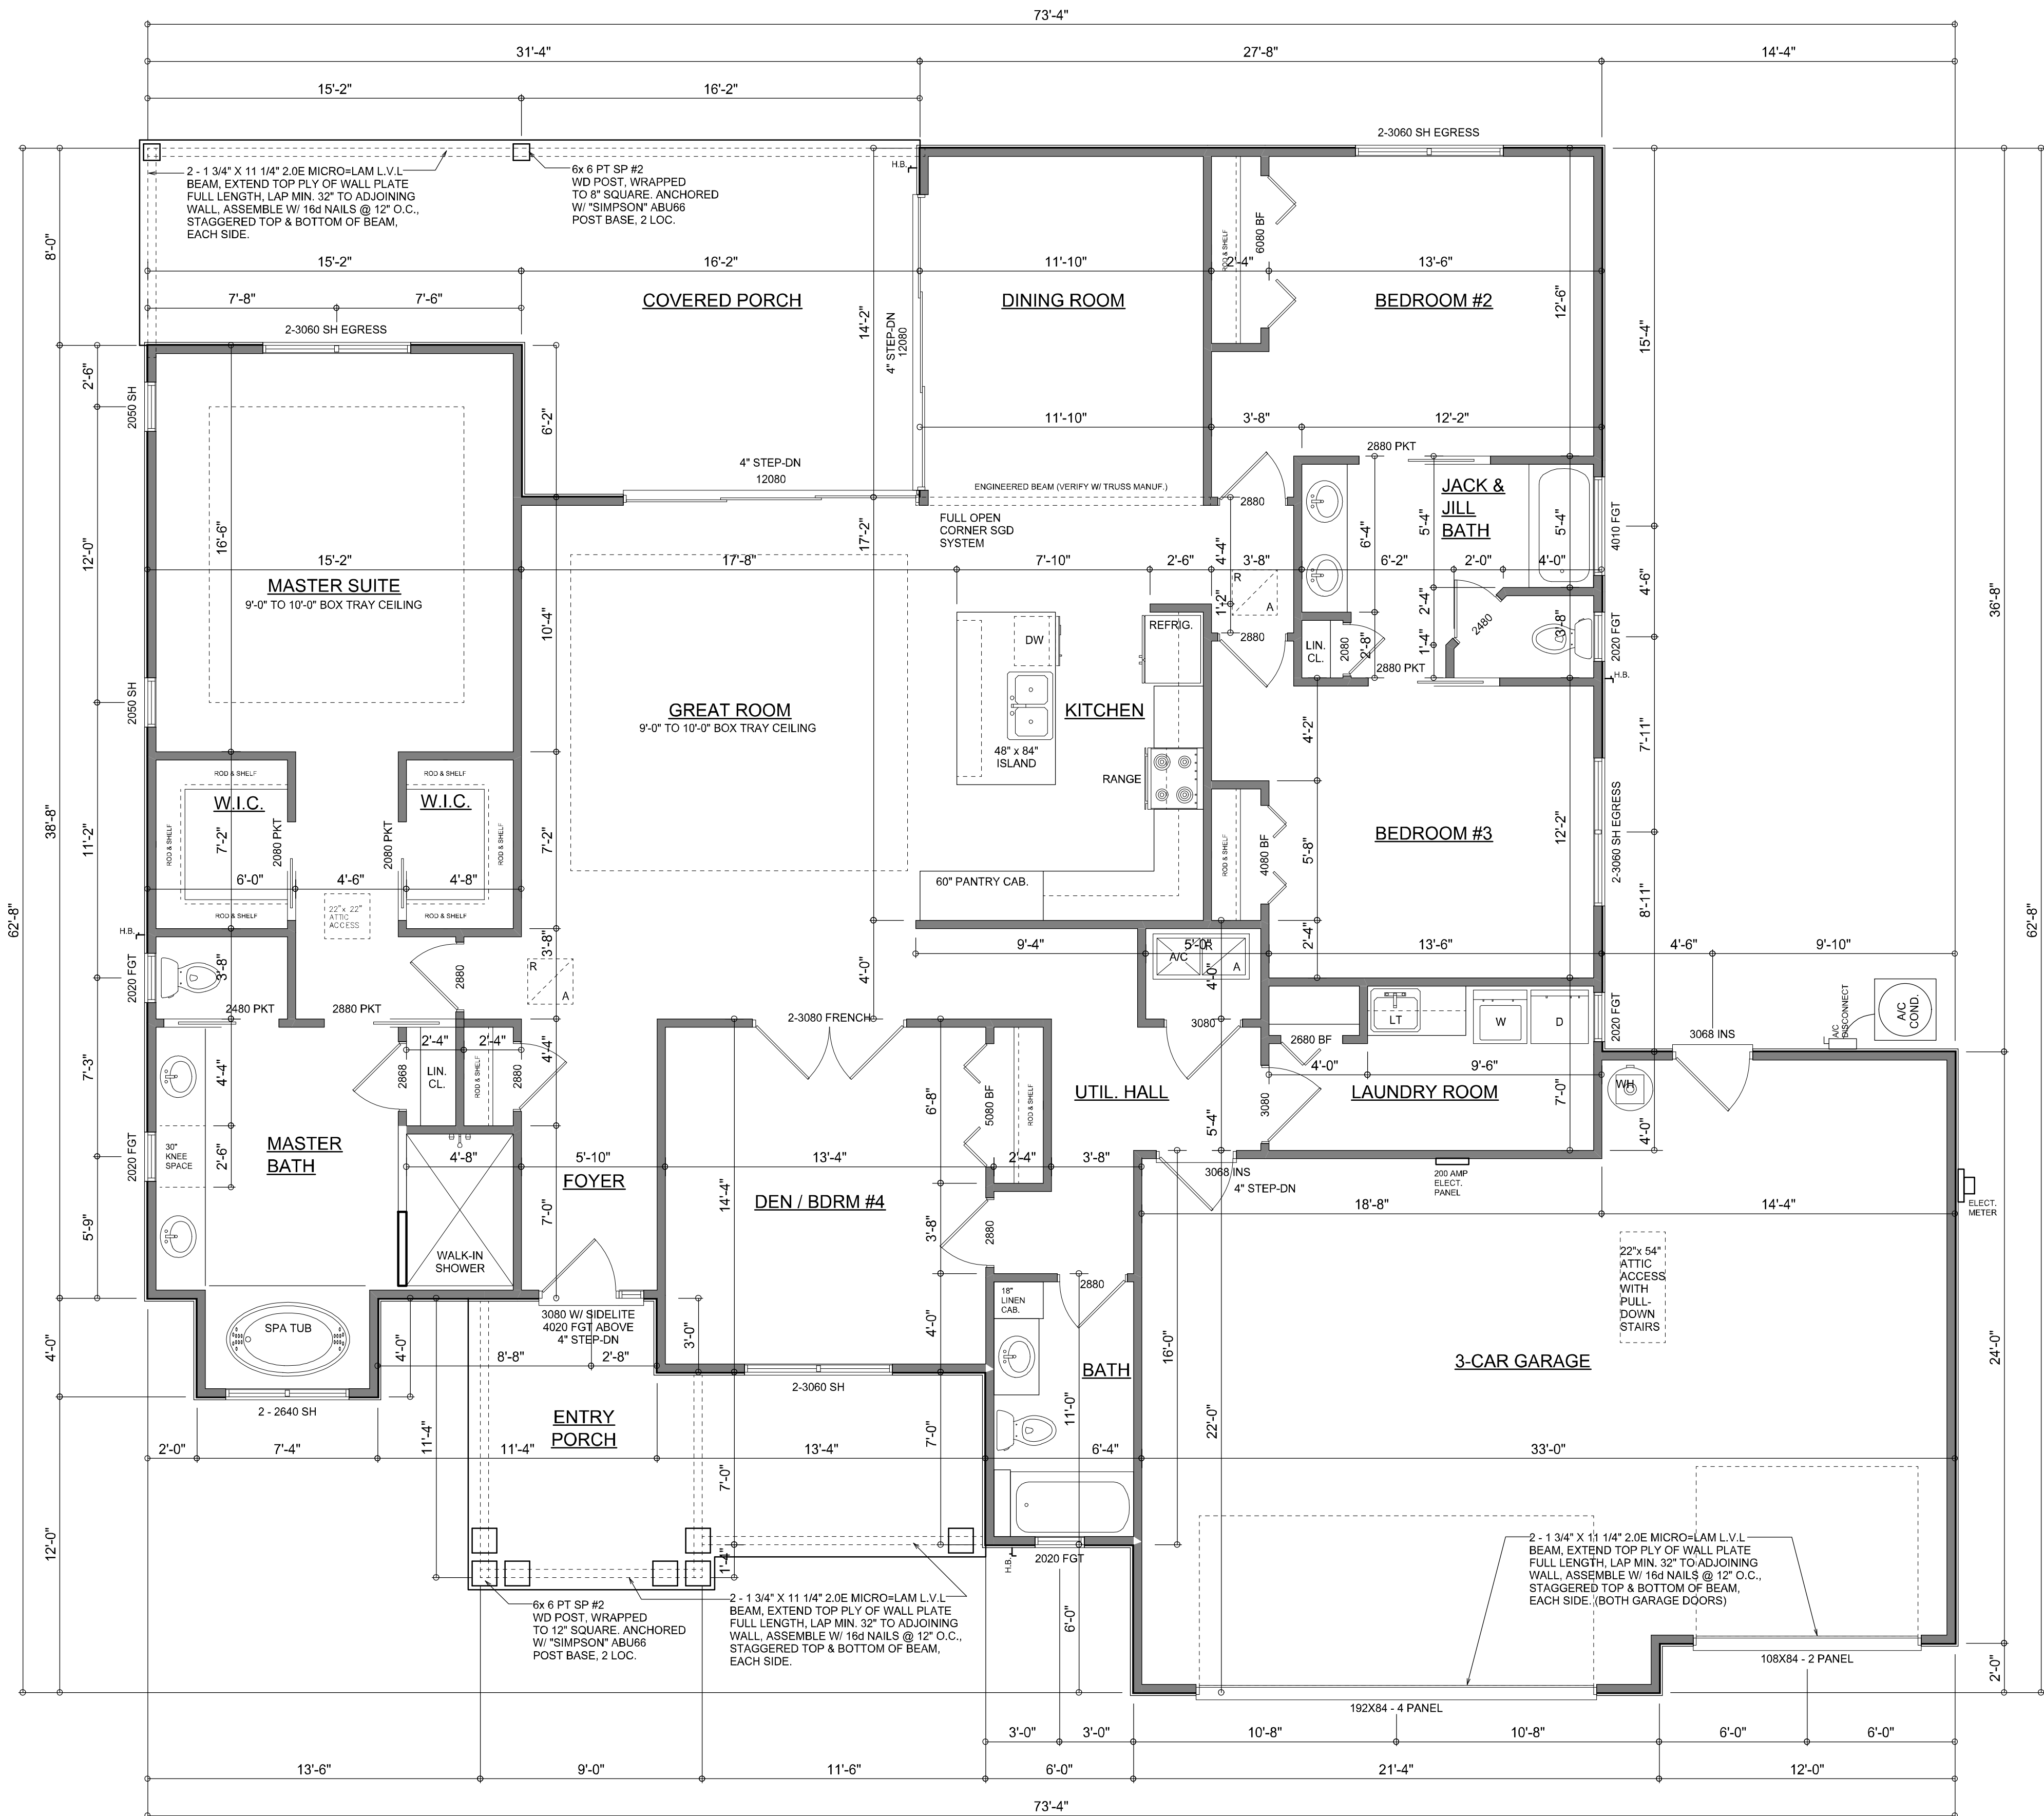 73'-4"
31'-4"
27'-8"
14'-4"
15'-2"
16'-2"
2-3060 SH EGRESS
2 - 1 3/4" X 11 1/4" 2.0E MICRO=LAM L.V.L
BEAM, EXTEND TOP PLY OF WALL PLATE
FULL LENGTH, LAP MIN. 32" TO ADJOINING
WALL, ASSEMBLE W/ 16d NAILS @ 12" O.C.,
STAGGERED TOP & BOTTOM OF BEAM,
EACH SIDE.
6x 6 PT SP #2
WD POST, WRAPPED
TO 8" SQUARE. ANCHORED
W/ "SIMPSON" ABU66
POST BASE, 2 LOC.
H.B.
8'-0"
15'-2"
16'-2"
11'-10"
2'-4"
13'-6"
ROD & SHELF
6080 BF
7'-8"
7'-6"
COVERED PORCH
DINING ROOM
BEDROOM #2
12'-6"
14'-2"
4" STEP-DN
12080
15'-4"
2-3060 SH EGRESS
2'-6"
2050 SH
6'-2"
11'-10"
3'-8"
12'-2"
2880 PKT
4" STEP-DN
12080
ENGINEERED BEAM (VERIFY W/ TRUSS MANUF.)
2880
FULL OPEN
CORNER SGD
SYSTEM
JACK &
JILL
BATH
4010 FGT
5'-4"
5'-4"
6'-4"
16'-6"
17'-2"
12'-0"
4'-4"
15'-2"
17'-8"
7'-10"
2'-6"
3'-8"
6'-2"
2'-0"
4'-0"
4'-6"
36'-8"
MASTER SUITE
9'-0" TO 10'-0" BOX TRAY CEILING
R
A
1'-2"
2'-4"
2480
3'-8"
2020 FGT
10'-4"
DW
REFRIG.
2880
LIN.
CL.
2080
2'-8"
1'-4"
2880 PKT
H.B.
2050 SH
GREAT ROOM
9'-0" TO 10'-0" BOX TRAY CEILING
KITCHEN
4'-2"
7'-11"
48" x 84"
ISLAND
RANGE
ROD & SHELF
ROD & SHELF
W.I.C.
W.I.C.
38'-8"
11'-2"
ROD & SHELF
7'-2"
2080 PKT
2080 PKT
ROD & SHELF
7'-2"
BEDROOM #3
12'-2"
2-3060 SH EGRESS
ROD & SHELF
4080 BF
5'-8"
6'-0"
4'-6"
4'-8"
60" PANTRY CAB.
62'-8"
62'-8"
ROD & SHELF
22"x 22"
ATTIC
ACCESS
ROD & SHELF
8'-11"
H.B.
3'-8"
2'-4"
9'-4"
5'-0"
13'-6"
4'-6"
9'-10"
2020 FGT
3'-8"
2880
R
A
4'-0"
A/C
R
A
4'-0"
2480 PKT
2880 PKT
2-3080 FRENCH
3080
LT
W
D
2020 FGT
A/C
DISCONNECT
A/C
COND.
2680 BF
3068 INS
7'-3"
4'-4"
2'-4"
2'-4"
4'-4"
2868
LIN.
CL.
ROD & SHELF
2880
6'-8"
5080 BF
ROD & SHELF
UTIL. HALL
3080
4'-0"
9'-6"
LAUNDRY ROOM
7'-0"
WH
5'-4"
4'-0"
2020 FGT
30"
KNEE
SPACE
2'-6"
MASTER
BATH
4'-8"
5'-10"
13'-4"
2'-4"
3'-8"
3068 INS
4" STEP-DN
200 AMP
ELECT.
PANEL
FOYER
DEN / BDRM #4
18'-8"
14'-4"
ELECT.
METER
5'-9"
7'-0"
14'-4"
3'-8"
2880
WALK-IN
SHOWER
22"x 54"
ATTIC
ACCESS
WITH
PULL-
DOWN
STAIRS
2880
18"
LINEN
CAB.
SPA TUB
3080 W/ SIDELITE
4020 FGT ABOVE
4" STEP-DN
3'-0"
4'-0"
4'-0"
4'-0"
8'-8"
2'-8"
16'-0"
24'-0"
BATH
3-CAR GARAGE
2-3060 SH
2 - 2640 SH
11'-0"
22'-0"
ENTRY
PORCH
11'-4"
7'-0"
2'-0"
7'-4"
11'-4"
13'-4"
6'-4"
33'-0"
7'-0"
12'-0"
2 - 1 3/4" X 11 1/4" 2.0E MICRO=LAM L.V.L
BEAM, EXTEND TOP PLY OF WALL PLATE
FULL LENGTH, LAP MIN. 32" TO ADJOINING
WALL, ASSEMBLE W/ 16d NAILS @ 12" O.C.,
STAGGERED TOP & BOTTOM OF BEAM,
EACH SIDE. (BOTH GARAGE DOORS)
1'-4"
H.B.
2020 FGT
6x 6 PT SP #2
WD POST, WRAPPED
TO 12" SQUARE. ANCHORED
W/ "SIMPSON" ABU66
POST BASE, 2 LOC.
2 - 1 3/4" X 11 1/4" 2.0E MICRO=LAM L.V.L
BEAM, EXTEND TOP PLY OF WALL PLATE
FULL LENGTH, LAP MIN. 32" TO ADJOINING
WALL, ASSEMBLE W/ 16d NAILS @ 12" O.C.,
STAGGERED TOP & BOTTOM OF BEAM,
EACH SIDE.
6'-0"
108X84 - 2 PANEL
2'-0"
192X84 - 4 PANEL
3'-0"
3'-0"
10'-8"
10'-8"
6'-0"
6'-0"
13'-6"
9'-0"
11'-6"
6'-0"
21'-4"
12'-0"
73'-4"